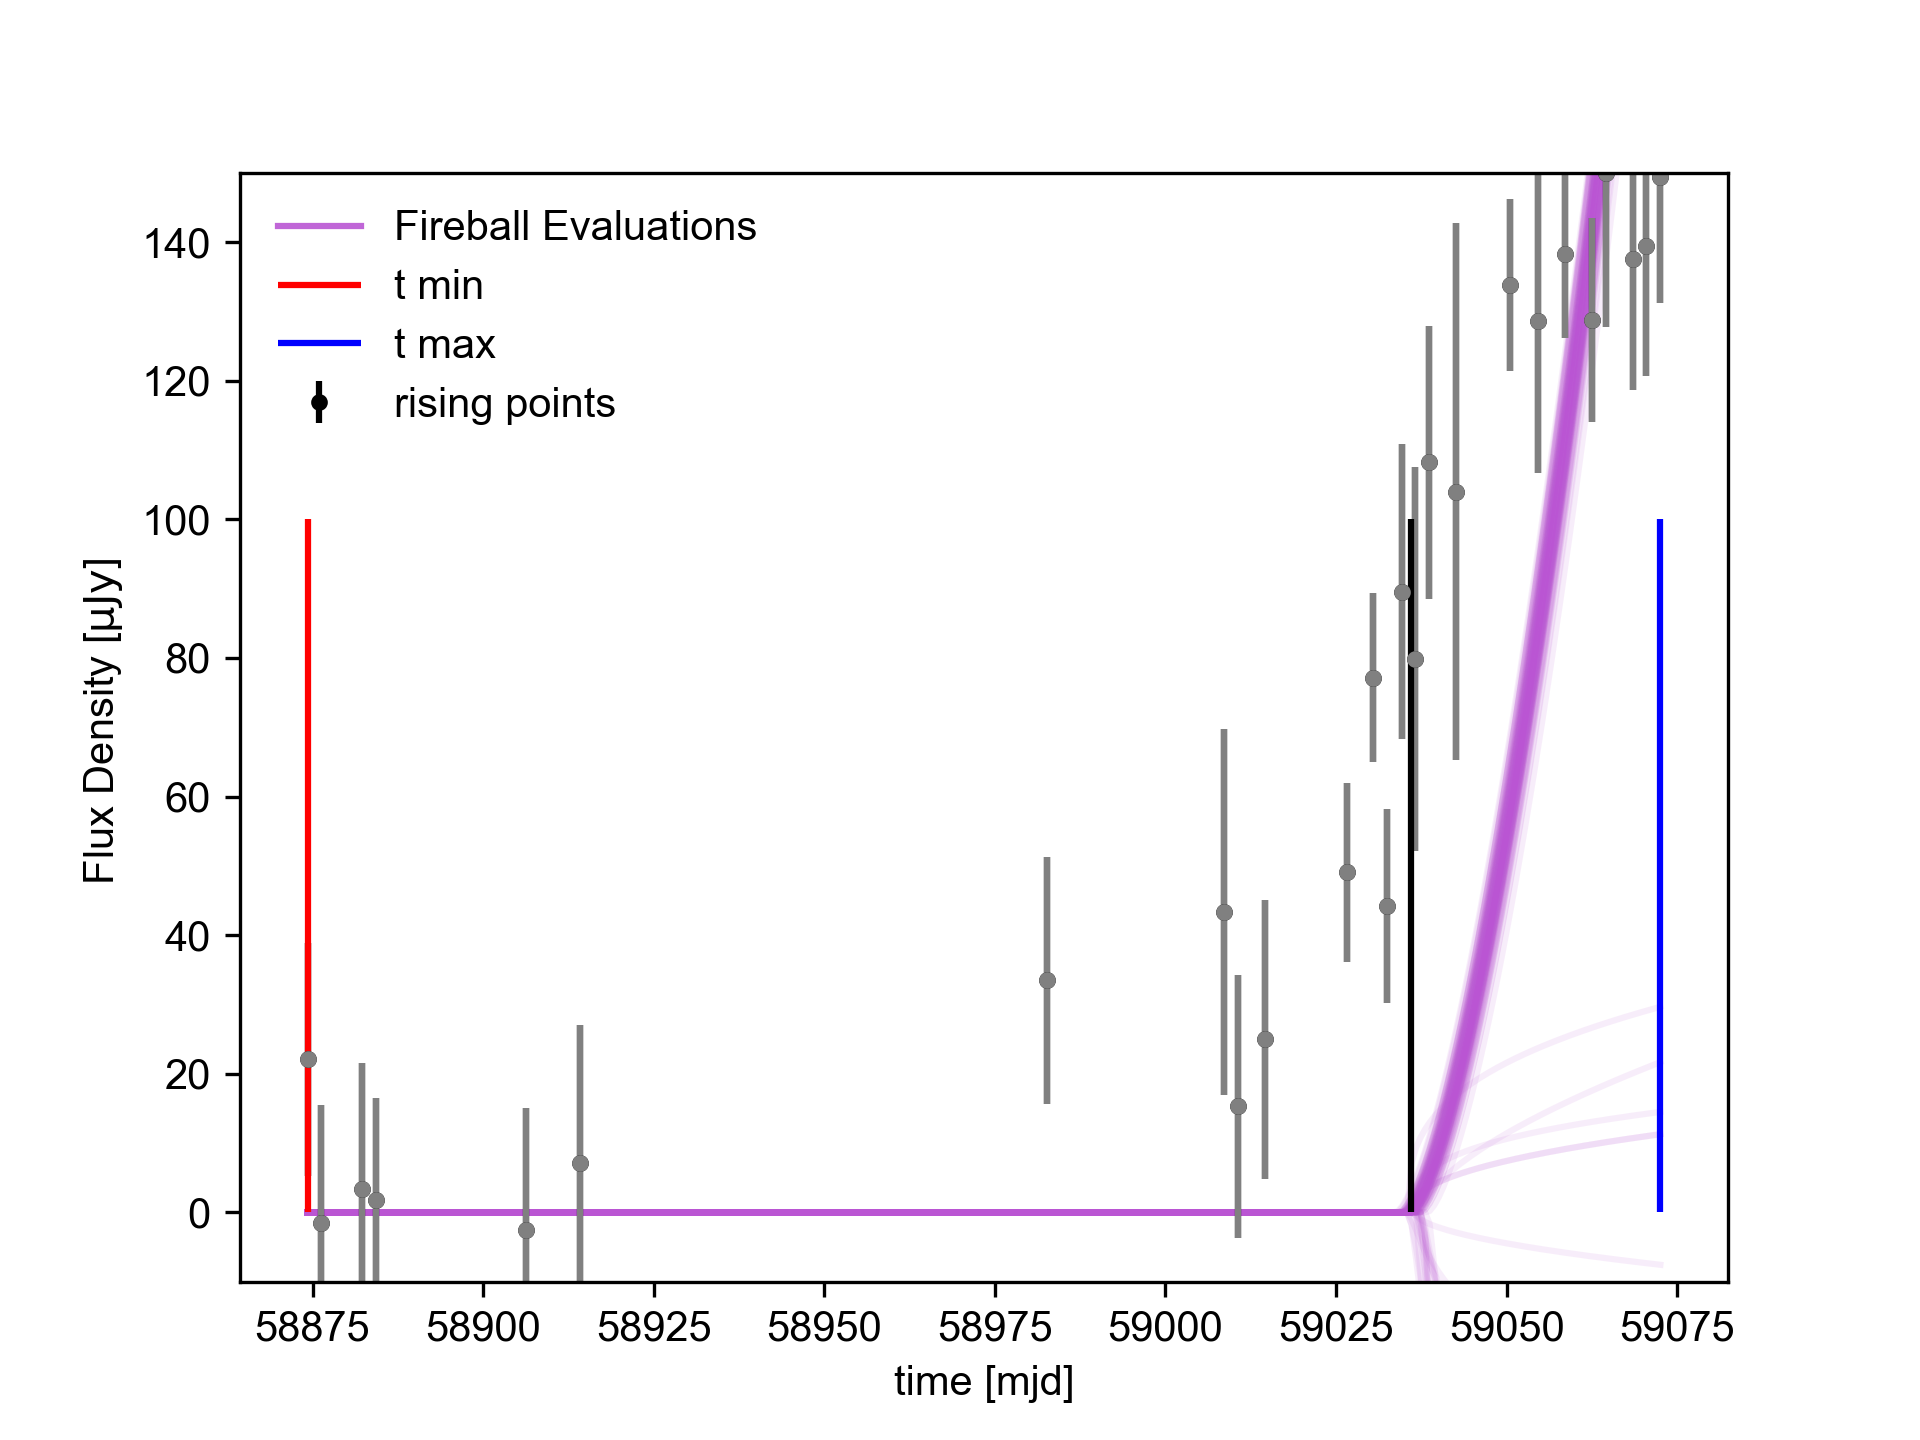 Fireball Evaluations
t min
t max
rising points
140
120
100
80
60
40
20
0
Flux Density [µJy]
58875 58900 58925 58950 58975 59000 59025 59050 59075
time [mjd]